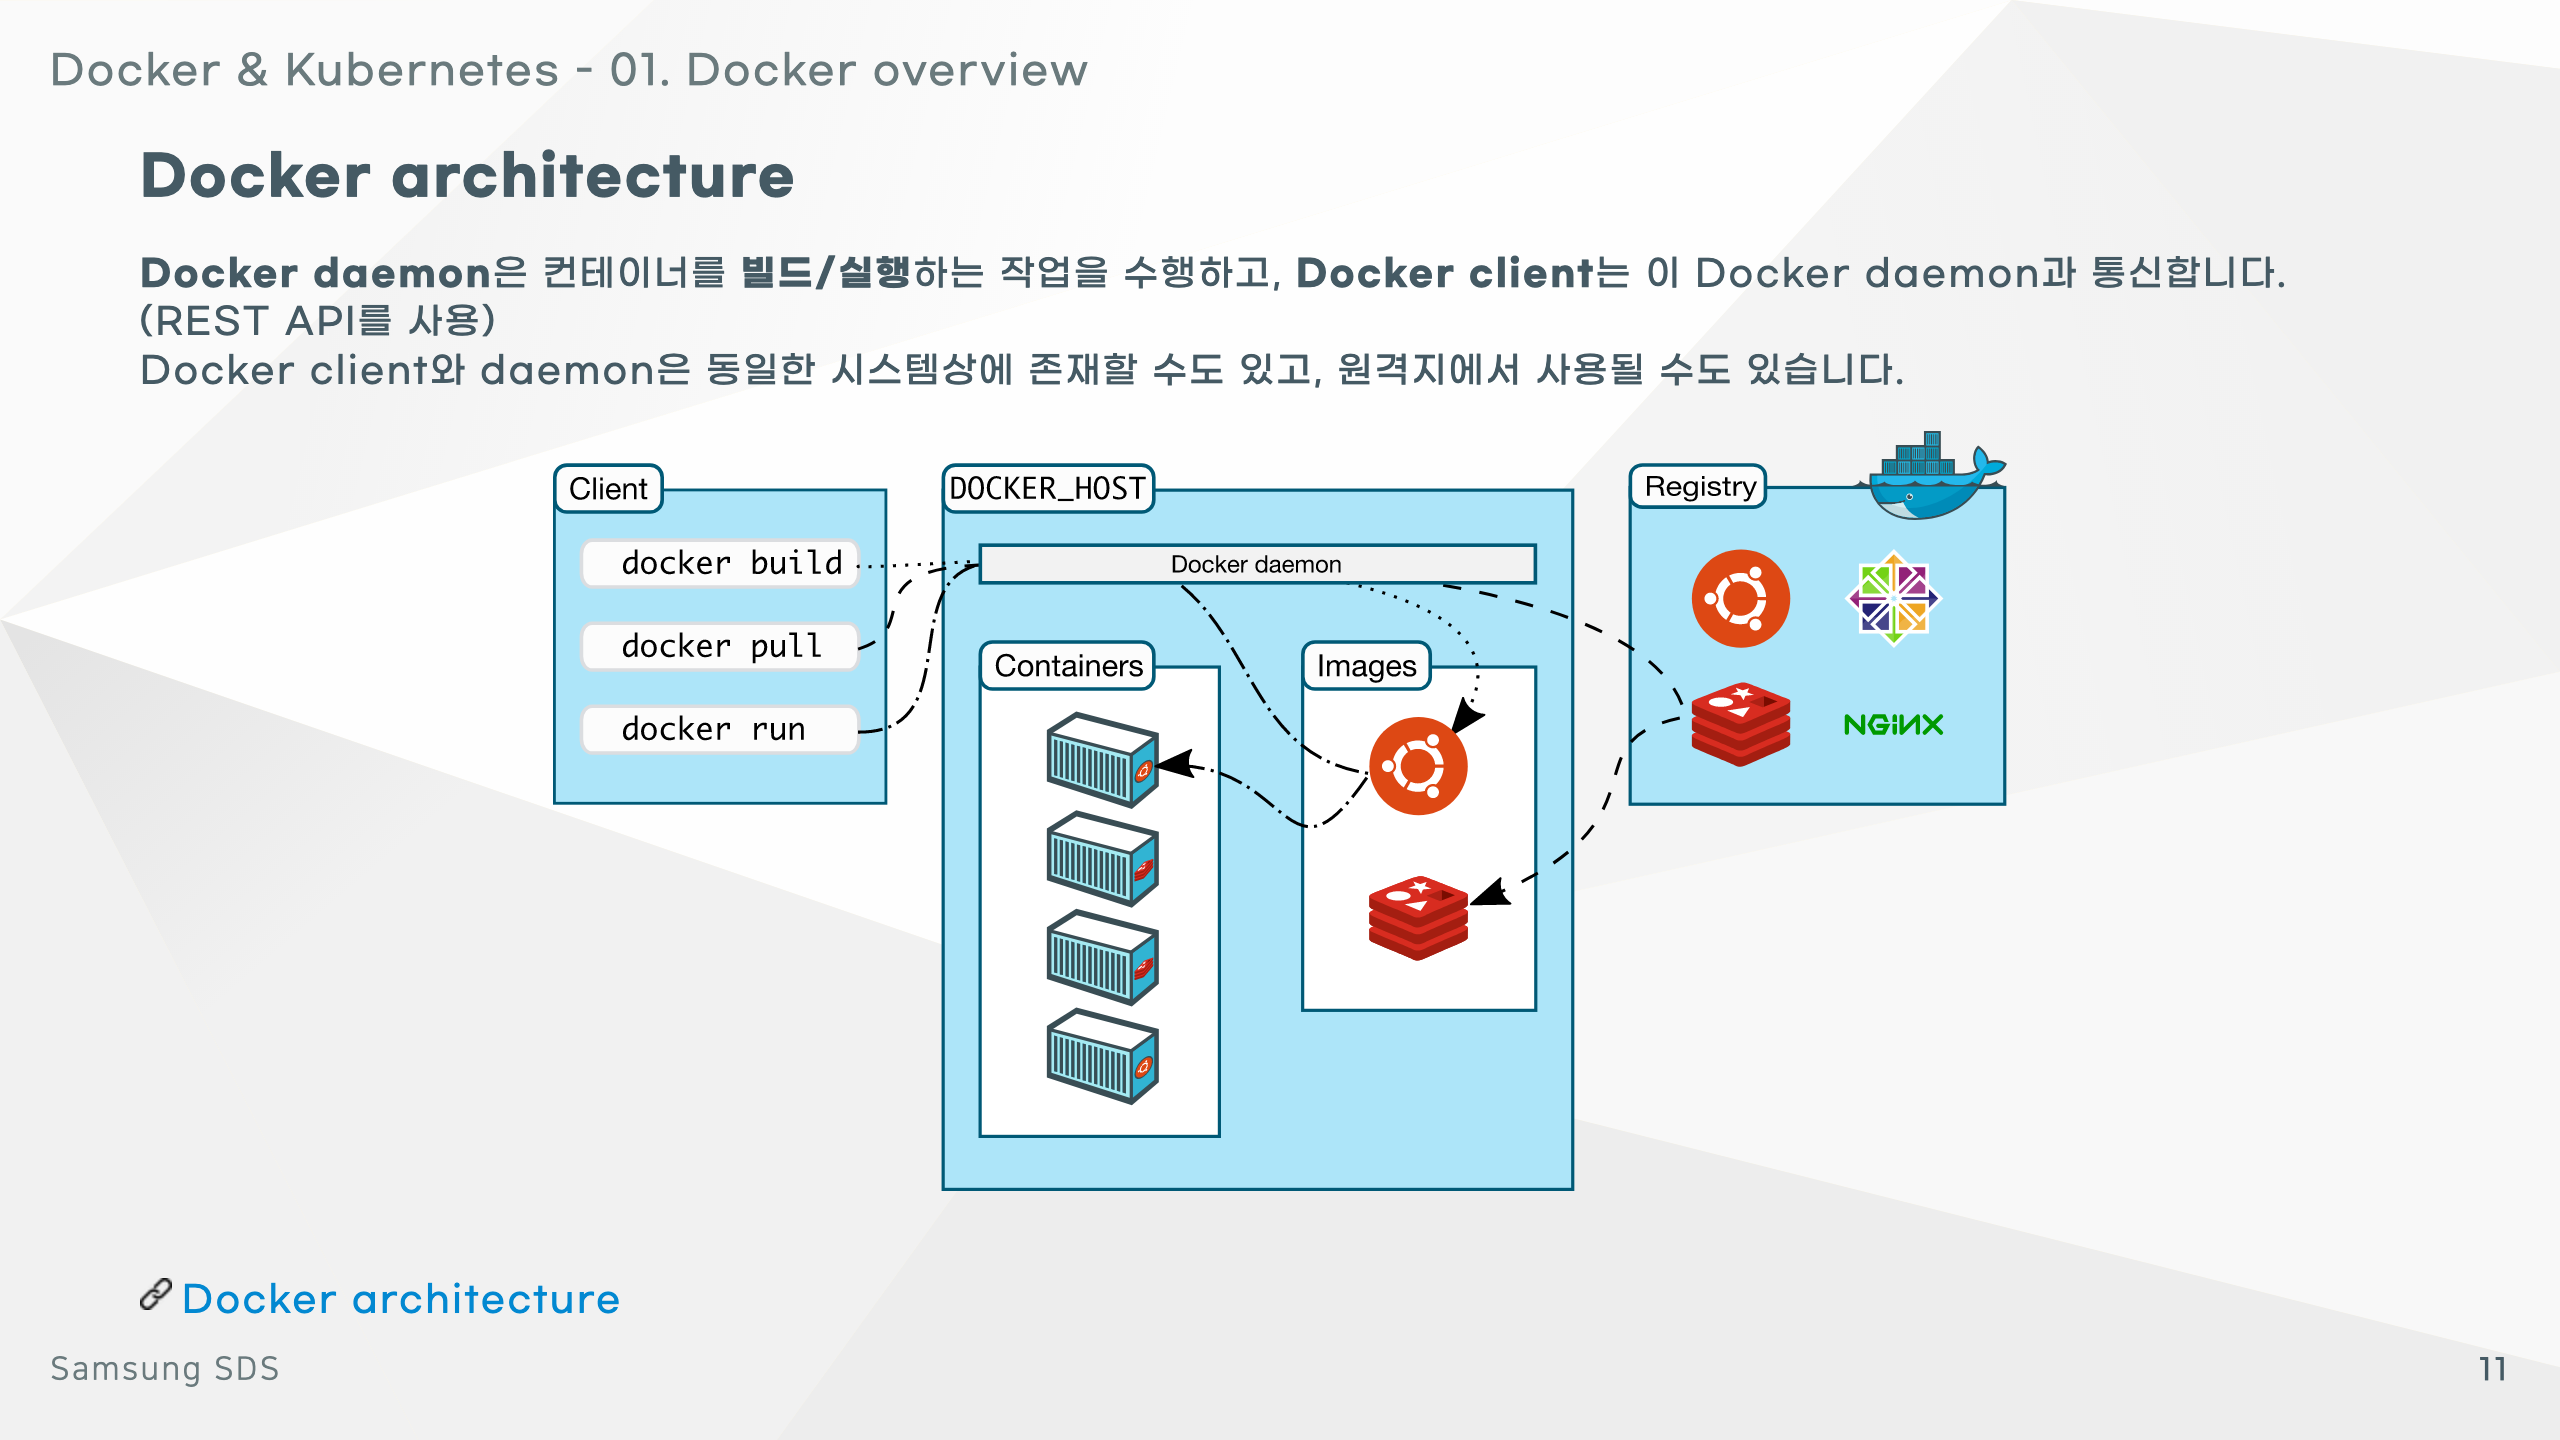 Docker & Kubernetes - 01. Docker overview
Docker architecture
Docker daemon은 컨테이너를 빌드/실행하는 작업을 수행하고, Docker client는 이 Docker daemon과 통신합니다.
(REST API를 사용)
Docker client와 daemon은 동일한 시스템상에 존재할 수도 있고, 원격지에서 사용될 수도 있습니다.
Client
docker build
docker pull
docker run
DOCKER_HOST
Docker daemon
Containers
Images
Registry
NGINX
Docker architecture
Samsung SDS
11